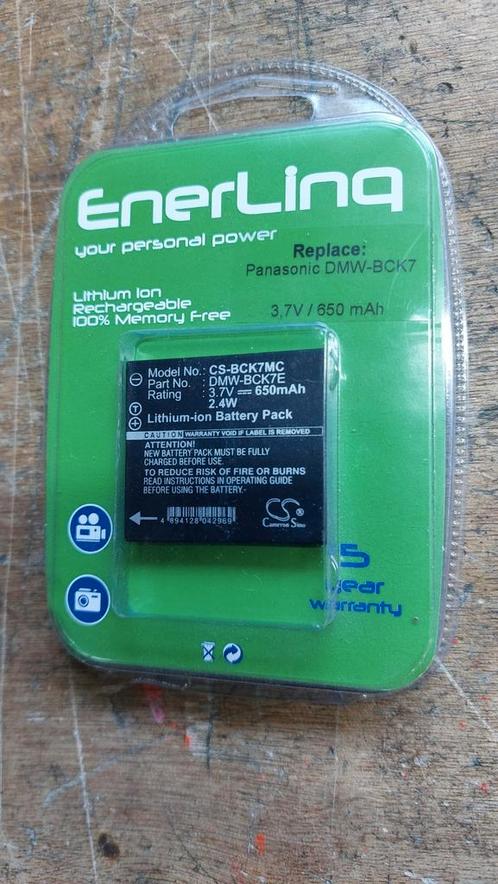 EnerLinq
your personal power
Replace:
Panasonic DMW-BCK7
Lithium Ion
Rechargeable
100% Memory Free
3,7V / 650 mAh
Model No.: CS-BCK7MC
Part No.: DMW-BCK7E
Rating: 3.7V 650mAh
2.4W
Lithium-ion Battery Pack
CAUTION WARRANTY VOID IF LABEL IS REMOVED
ATTENTION!
NEW BATTERY PACK MUST BE FULLY
CHARGED BEFORE USE.
TO REDUCE RISK OF FIRE OR BURNS
READ INSTRUCTIONS IN OPERATING GUIDE
BEFORE USING THE BATTERY.
4 894128 042969
CS
Cameron Sino
5
year
warranty